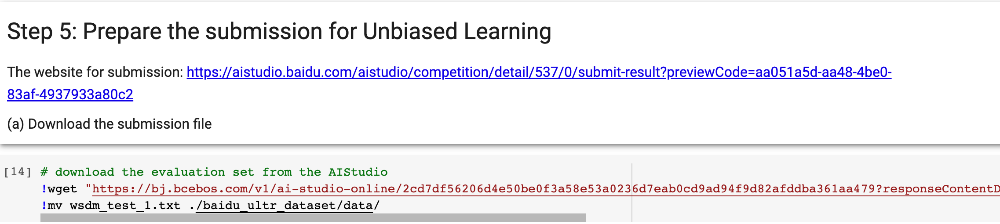 Step 5: Prepare the submission for Unbiased Learning
The website for submission: https://aistudio.baidu.com/aistudio/competition/detail/537/0/submit-result?previewCode=aa051a5d-aa48-4be0-
83af-4937933a80c2
(a) Download the submission file
[14] # download the evaluation set from the AIStudio
!wget "https://bj.bcebos.com/v1/ai-studio-online/2cd7df56206d4e50be0f3a58e53a0236d7eab0cd9ad94f9d82afddba361aa479?responseContentD
!mv wsdm_test_1.txt ./baidu_ultr_dataset/data/